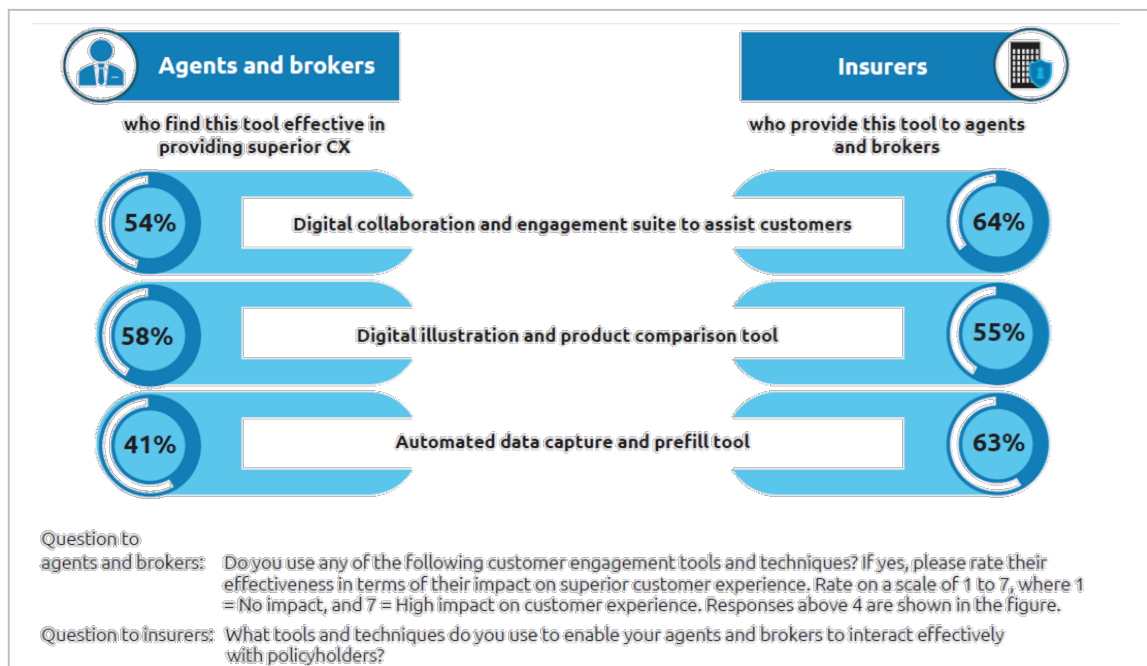 Agents and brokers
Insurers
who find this tool effective in
providing superior CX
who provide this tool to agents
and brokers
54%
Digital collaboration and engagement suite to assist customers
64%
58%
Digital illustration and product comparison tool
55%
41%
Automated data capture and prefill tool
63%
Question to
agents and brokers: Do you use any of the following customer engagement tools and techniques? If yes, please rate their
effectiveness in terms of their impact on superior customer experience. Rate on a scale of 1 to 7, where 1
= No impact, and 7 = High impact on customer experience. Responses above 4 are shown in the figure.
Question to insurers: What tools and techniques do you use to enable your agents and brokers to interact effectively
with policyholders?